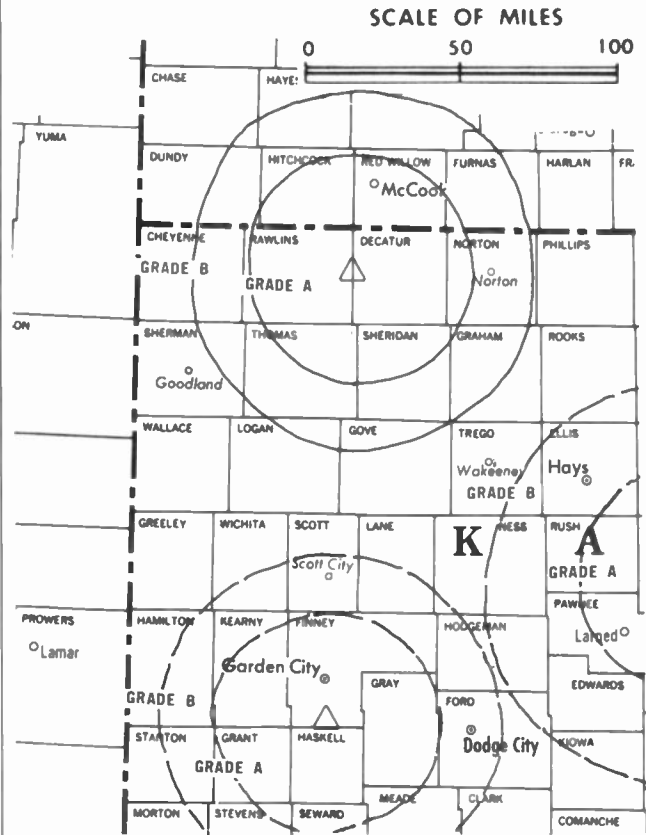 SCALE OF MILES
0 50 100
CHASE HAYES
YUMA
DUNDY HITCHCOCK RED WILLOW FURNAS HARLAN FR
McCook
CHEYENNE RAWLINS DECATUR NORTON PHILLIPS
GRADE B
GRADE A
Norton
ON
SHERMAN THOMAS SHERIDAN GRAHAM ROOKS
Goodland
WALLACE LOGAN GOVE TREGO ELLIS
Wakeeney
Hays
GRADE B
GREELEY WICHITA SCOTT LANE K NESS RUSH A
Scott City
GRADE A
PAWNEE
PROWERS HAMILTON KEARNY FINNEY HODGEMAN
Larned
Lamar
Garden City
GRAY
EDWARDS
GRADE B
FORD
STANTON GRANT HASKELL
Dodge City
KIOWA
GRADE A
MEADE CLARK
MORTON STEVENS SEWARD
COMANCHE